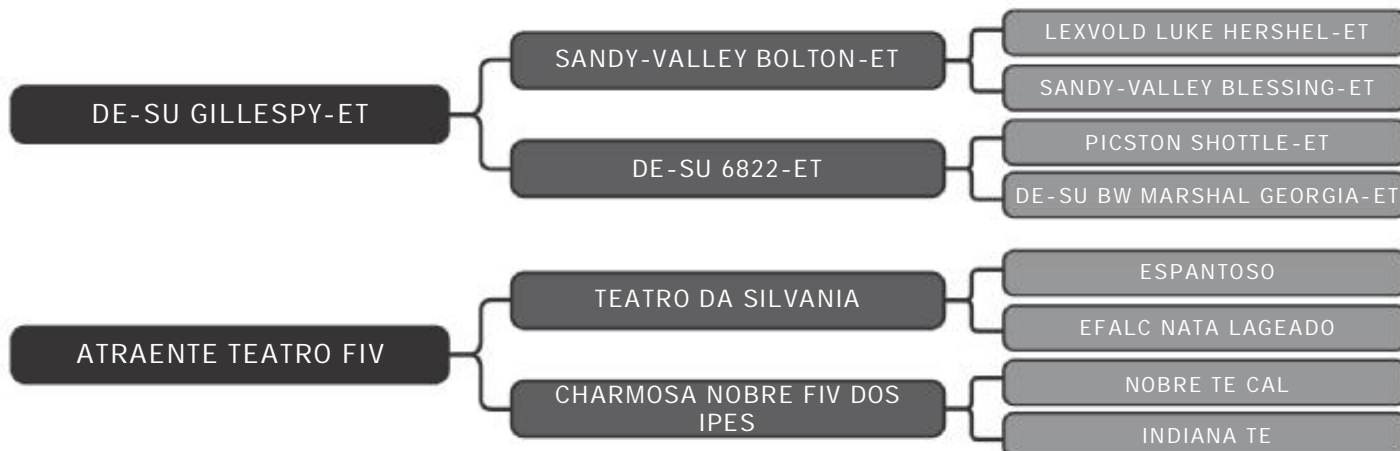 DE-SU GILLESPY-ET
SANDY-VALLEY BOLTON-ET
LEXVOLD LUKE HERSHEL-ET
SANDY-VALLEY BLESSING-ET
DE-SU 6822-ET
PICSTON SHOTTLE-ET
DE-SU BW MARSHAL GEORGIA-ET
ATRAENTE TEATRO FIV
TEATRO DA SILVANIA
ESPANTOSO
EFALC NATA LAGEADO
CHARMOSA NOBRE FIV DOS
IPES
NOBRE TE CAL
INDIANA TE